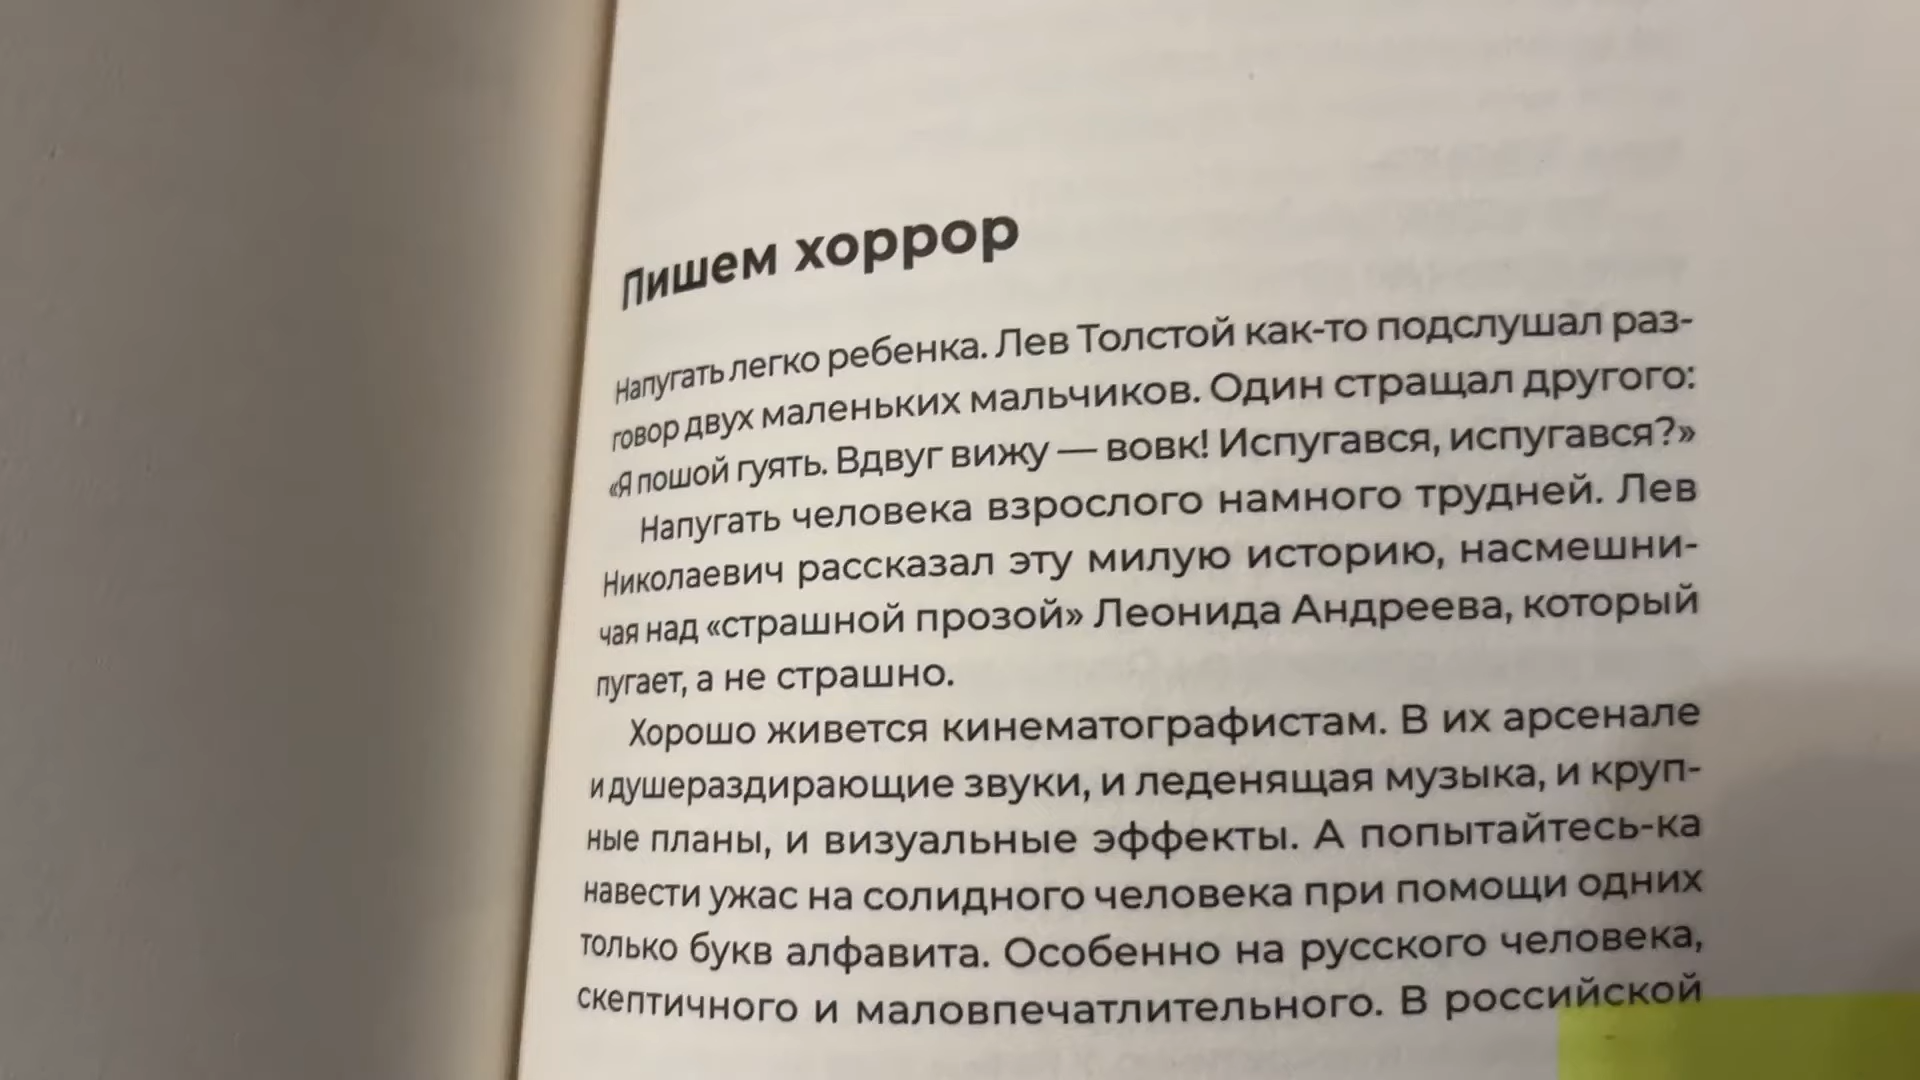 Пишем хоррор
Напугать легко ребенка. Лев Толстой как-то подслушал раз-
говор двух маленьких мальчиков. Один стращал другого:
«Я пошой гуять. Вдвуг вижу — вовк! Испугався, испугався?»
Напугать человека взрослого намного трудней. Лев
Николаевич рассказал эту милую историю, насмешни-
чая над «страшной прозой» Леонида Андреева, который
пугает, а не страшно.
Хорошо живется кинематографистам. В их арсенале
и душераздирающие звуки, и леденящая музыка, и круп-
ные планы, и визуальные эффекты. А попытайтесь-ка
навести ужас на солидного человека при помощи одних
только букв алфавита. Особенно на русского человека,
скептичного и маловпечатлительного. В российской